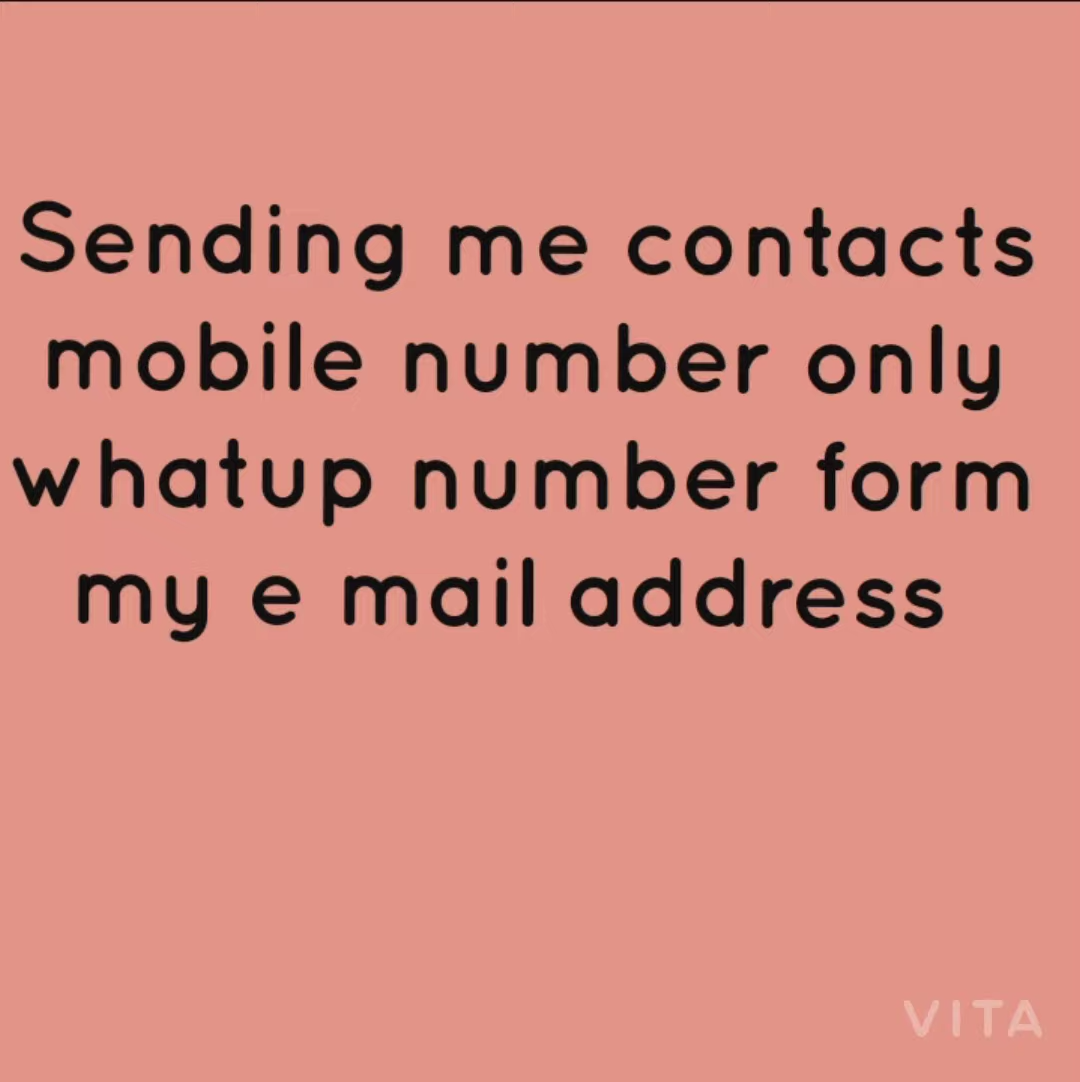 Sending me contacts
mobile number only
whatup number form
my e mail address
VITA